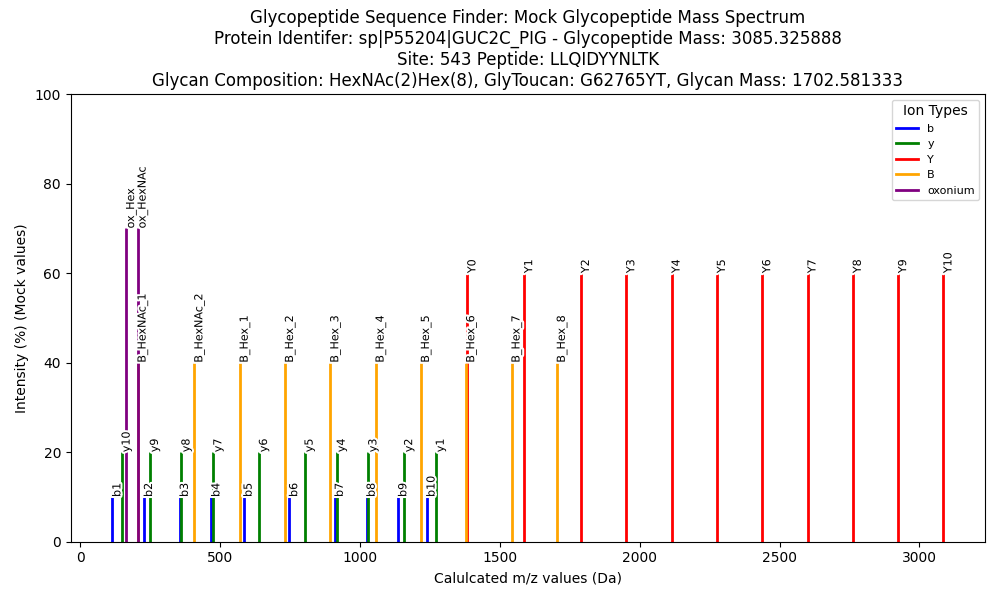 Glycopeptide Sequence Finder: Mock Glycopeptide Mass Spectrum
Protein Identifer: sp|P55204|GUC2C_PIG - Glycopeptide Mass: 3085.325888
Site: 543 Peptide: LLQIDYYNLTK
Glycan Composition: HexNAc(2)Hex(8), GlyToucan: G62765YT, Glycan Mass: 1702.581333
Intensity (%) (Mock values)
100
80
60
40
20
0
Ion Types
b
y
Y
B
oxonium
ox_Hex
ox_HexNAc
Y0
Y1
Y2
Y3
Y4
Y5
Y6
Y7
Y8
Y9
Y10
B_HexNAc_1
B_HexNAc_2
B_Hex_1
B_Hex_2
B_Hex_3
B_Hex_4
B_Hex_5
B_Hex_6
B_Hex_7
B_Hex_8
y10
y9
y8
y7
y6
y5
y4
y3
y2
y1
b1
b2
b3
b4
b5
b6
b7
b8
b9
b10
0
500
1000
1500
2000
2500
3000
Calulcated m/z values (Da)